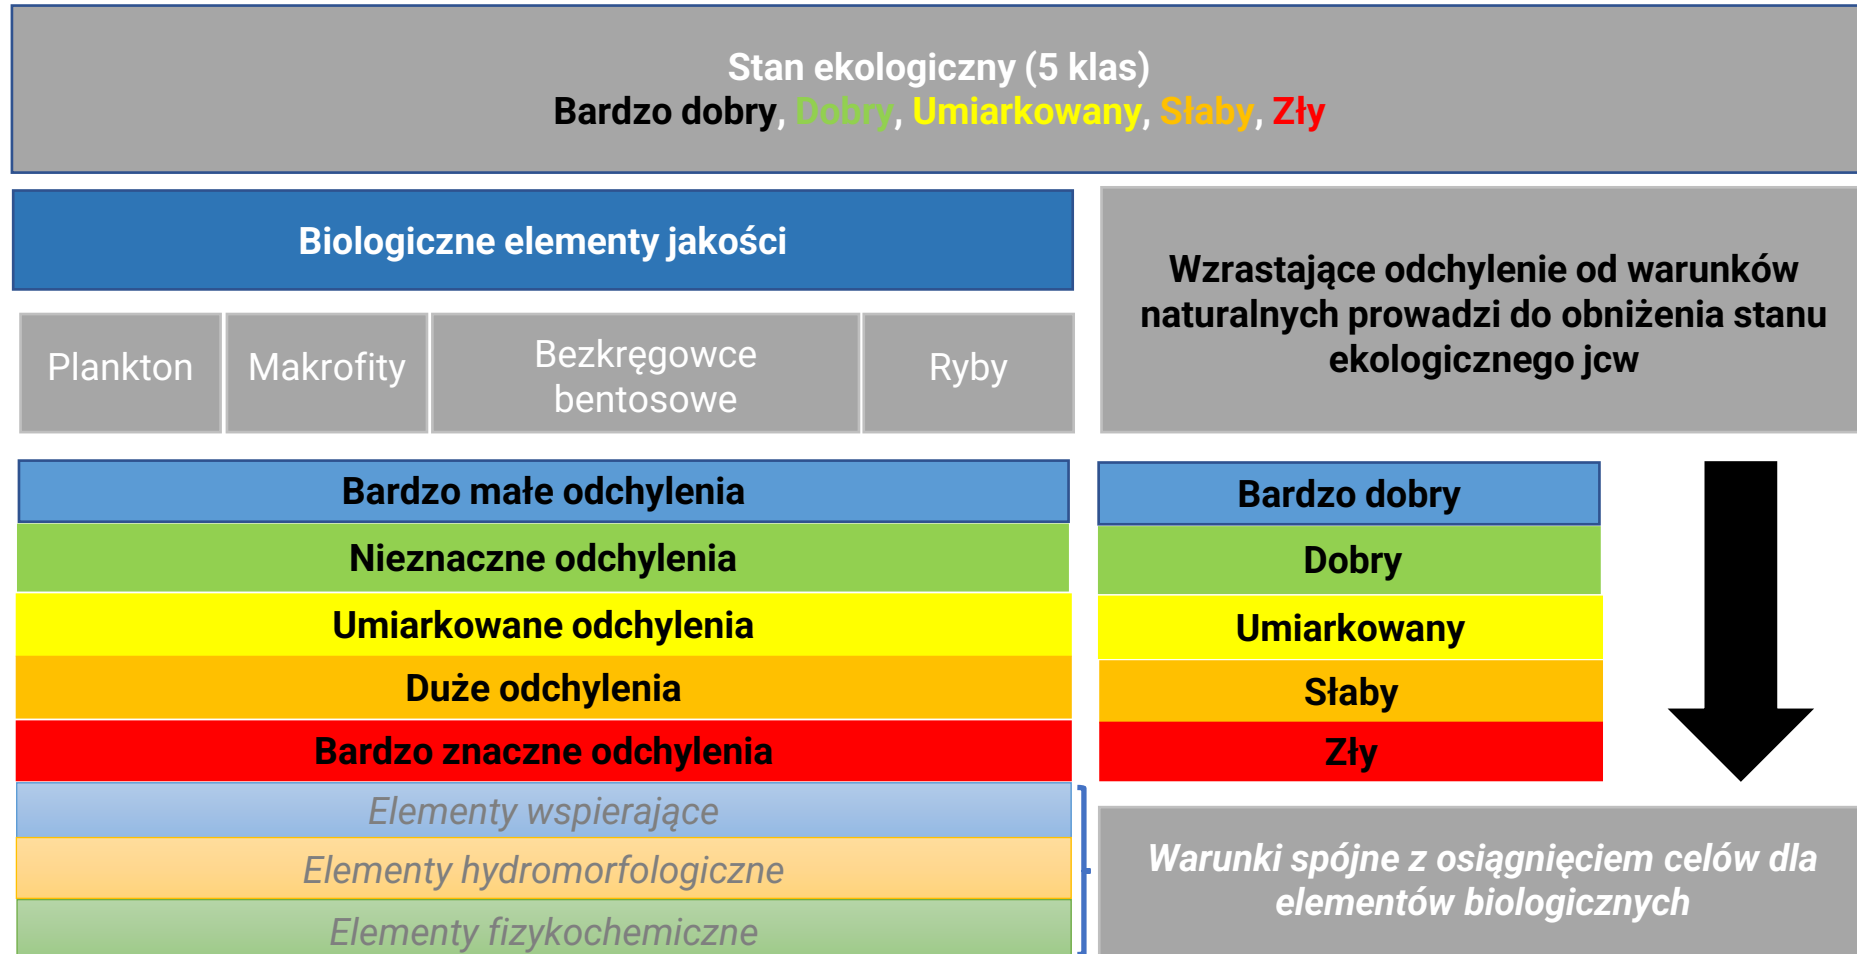 Stan ekologiczny (5 klas)
Bardzo dobry, Dobry, Umiarkowany, Słaby, Zły
Biologiczne elementy jakości
Wzrastające odchylenie od warunków
naturalnych prowadzi do obniżenia stanu
ekologicznego jcw
Plankton
Makrofity
Bezkręgowce
bentosowe
Ryby
Bardzo małe odchylenia
Bardzo dobry
Nieznaczne odchylenia
Dobry
Umiarkowane odchylenia
Umiarkowany
Duże odchylenia
Słaby
Bardzo znaczne odchylenia
Zły
Elementy wspierające
Elementy hydromorfologiczne
Elementy fizykochemiczne
Warunki spójne z osiągnięciem celów dla
elementów biologicznych